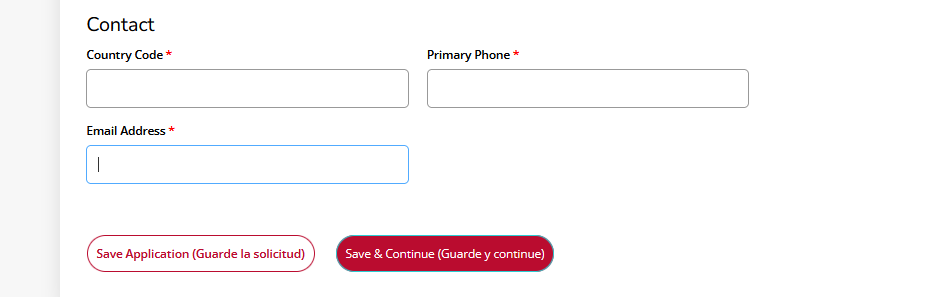 Contact
Country Code *
Primary Phone *
Email Address *
Save Application (Guarde la solicitud)
Save & Continue (Guarde y continue)